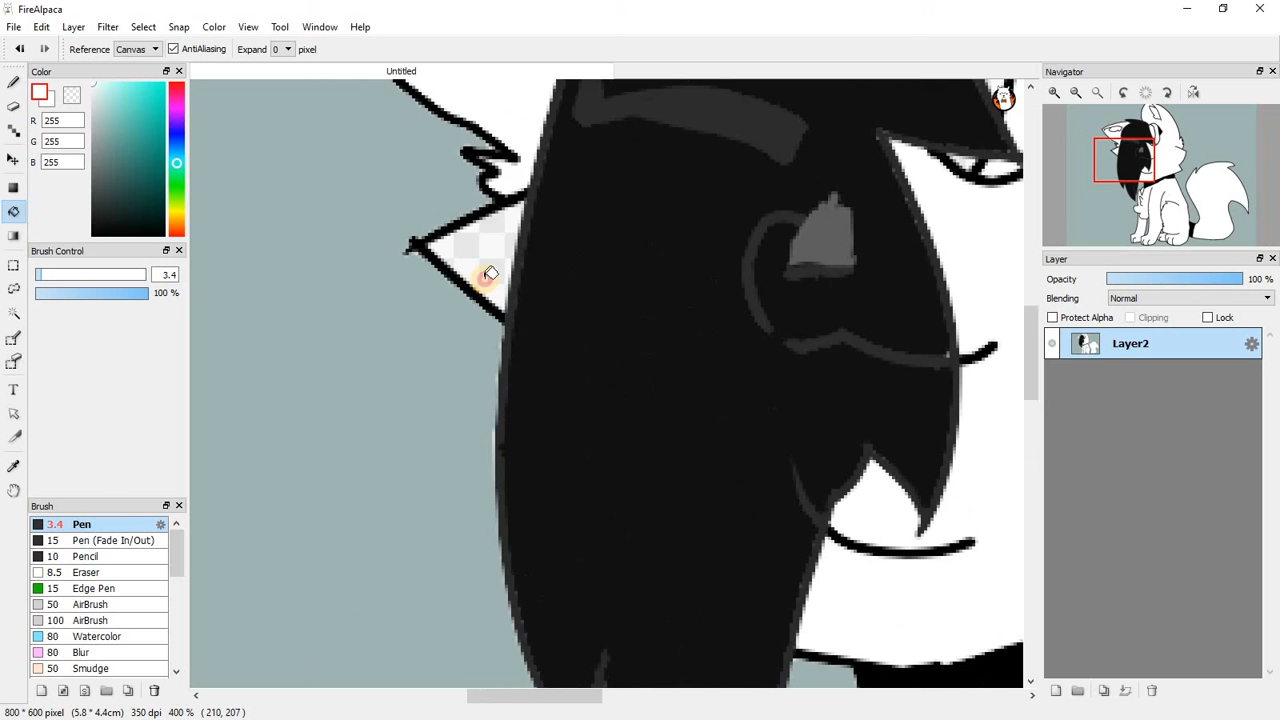 FireAlpaca
File Edit Layer Filter Select Snap Color View Tool Window Help
Reference Canvas AntiAliasing Expand 0 pixel
Color
Untitled
Navigator
R 255
G 255
B 255
Brush Control
3.4
100 %
Layer
Opacity 100 %
Blending Normal
Protect Alpha Clipping Lock
Layer2
Brush
3.4 Pen
15 Pen (Fade In/Out)
10 Pencil
8.5 Eraser
15 Edge Pen
50 AirBrush
100 AirBrush
80 Watercolor
80 Blur
50 Smudge
800 * 600 pixel (5.8 * 4.4cm) 350 dpi 400 % ( 210, 207 )